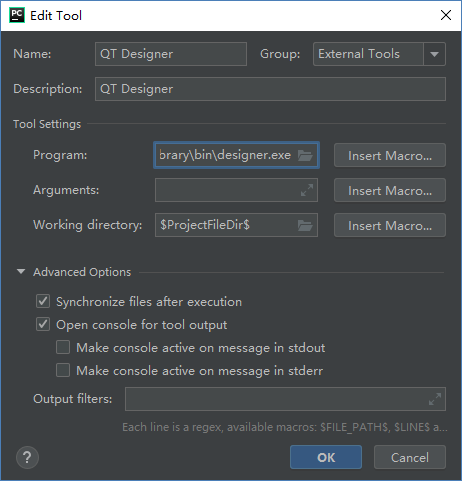 PC Edit Tool
Name: QT Designer Group: External Tools
Description: QT Designer
Tool Settings
Program: brary\bin\designer.exe Insert Macro...
Arguments: Insert Macro...
Working directory: $ProjectFileDir$ Insert Macro...
Advanced Options
Synchronize files after execution
Open console for tool output
Make console active on message in stdout
Make console active on message in stderr
Output filters:
Each line is a regex, available macros: $FILE_PATH$, $LINE$ a...
? OK Cancel